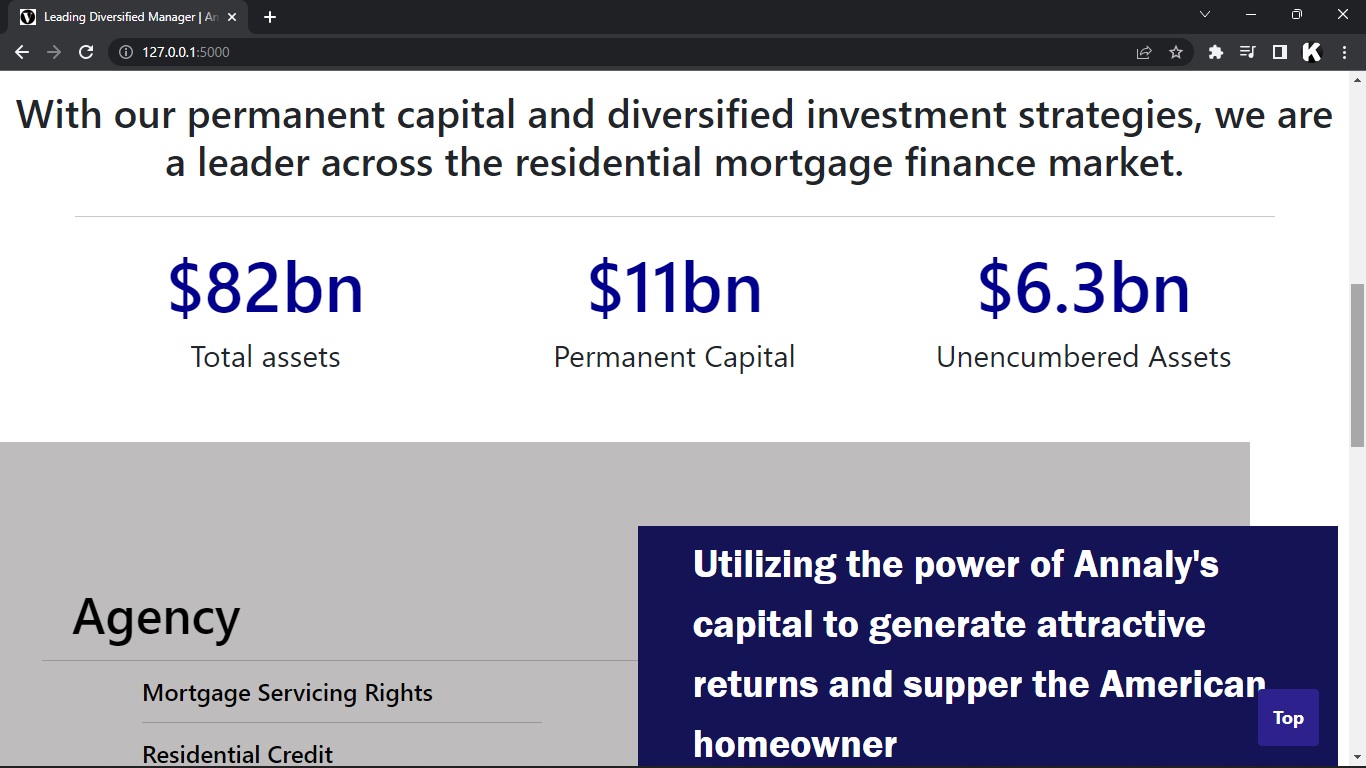 Leading Diversified Manager | An
127.0.0.1:5000
With our permanent capital and diversified investment strategies, we are
a leader across the residential mortgage finance market.
$82bn
Total assets
$11bn
Permanent Capital
$6.3bn
Unencumbered Assets
Agency
Mortgage Servicing Rights
Residential Credit
Utilizing the power of Annaly's
capital to generate attractive
returns and supper the American
homeowner
Top